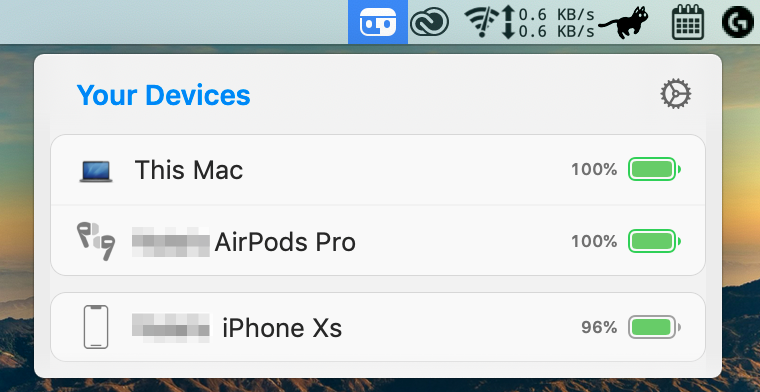 0.6 KB/s
0.6 KB/s
Your Devices
This Mac 100%
AirPods Pro 100%
iPhone Xs 96%